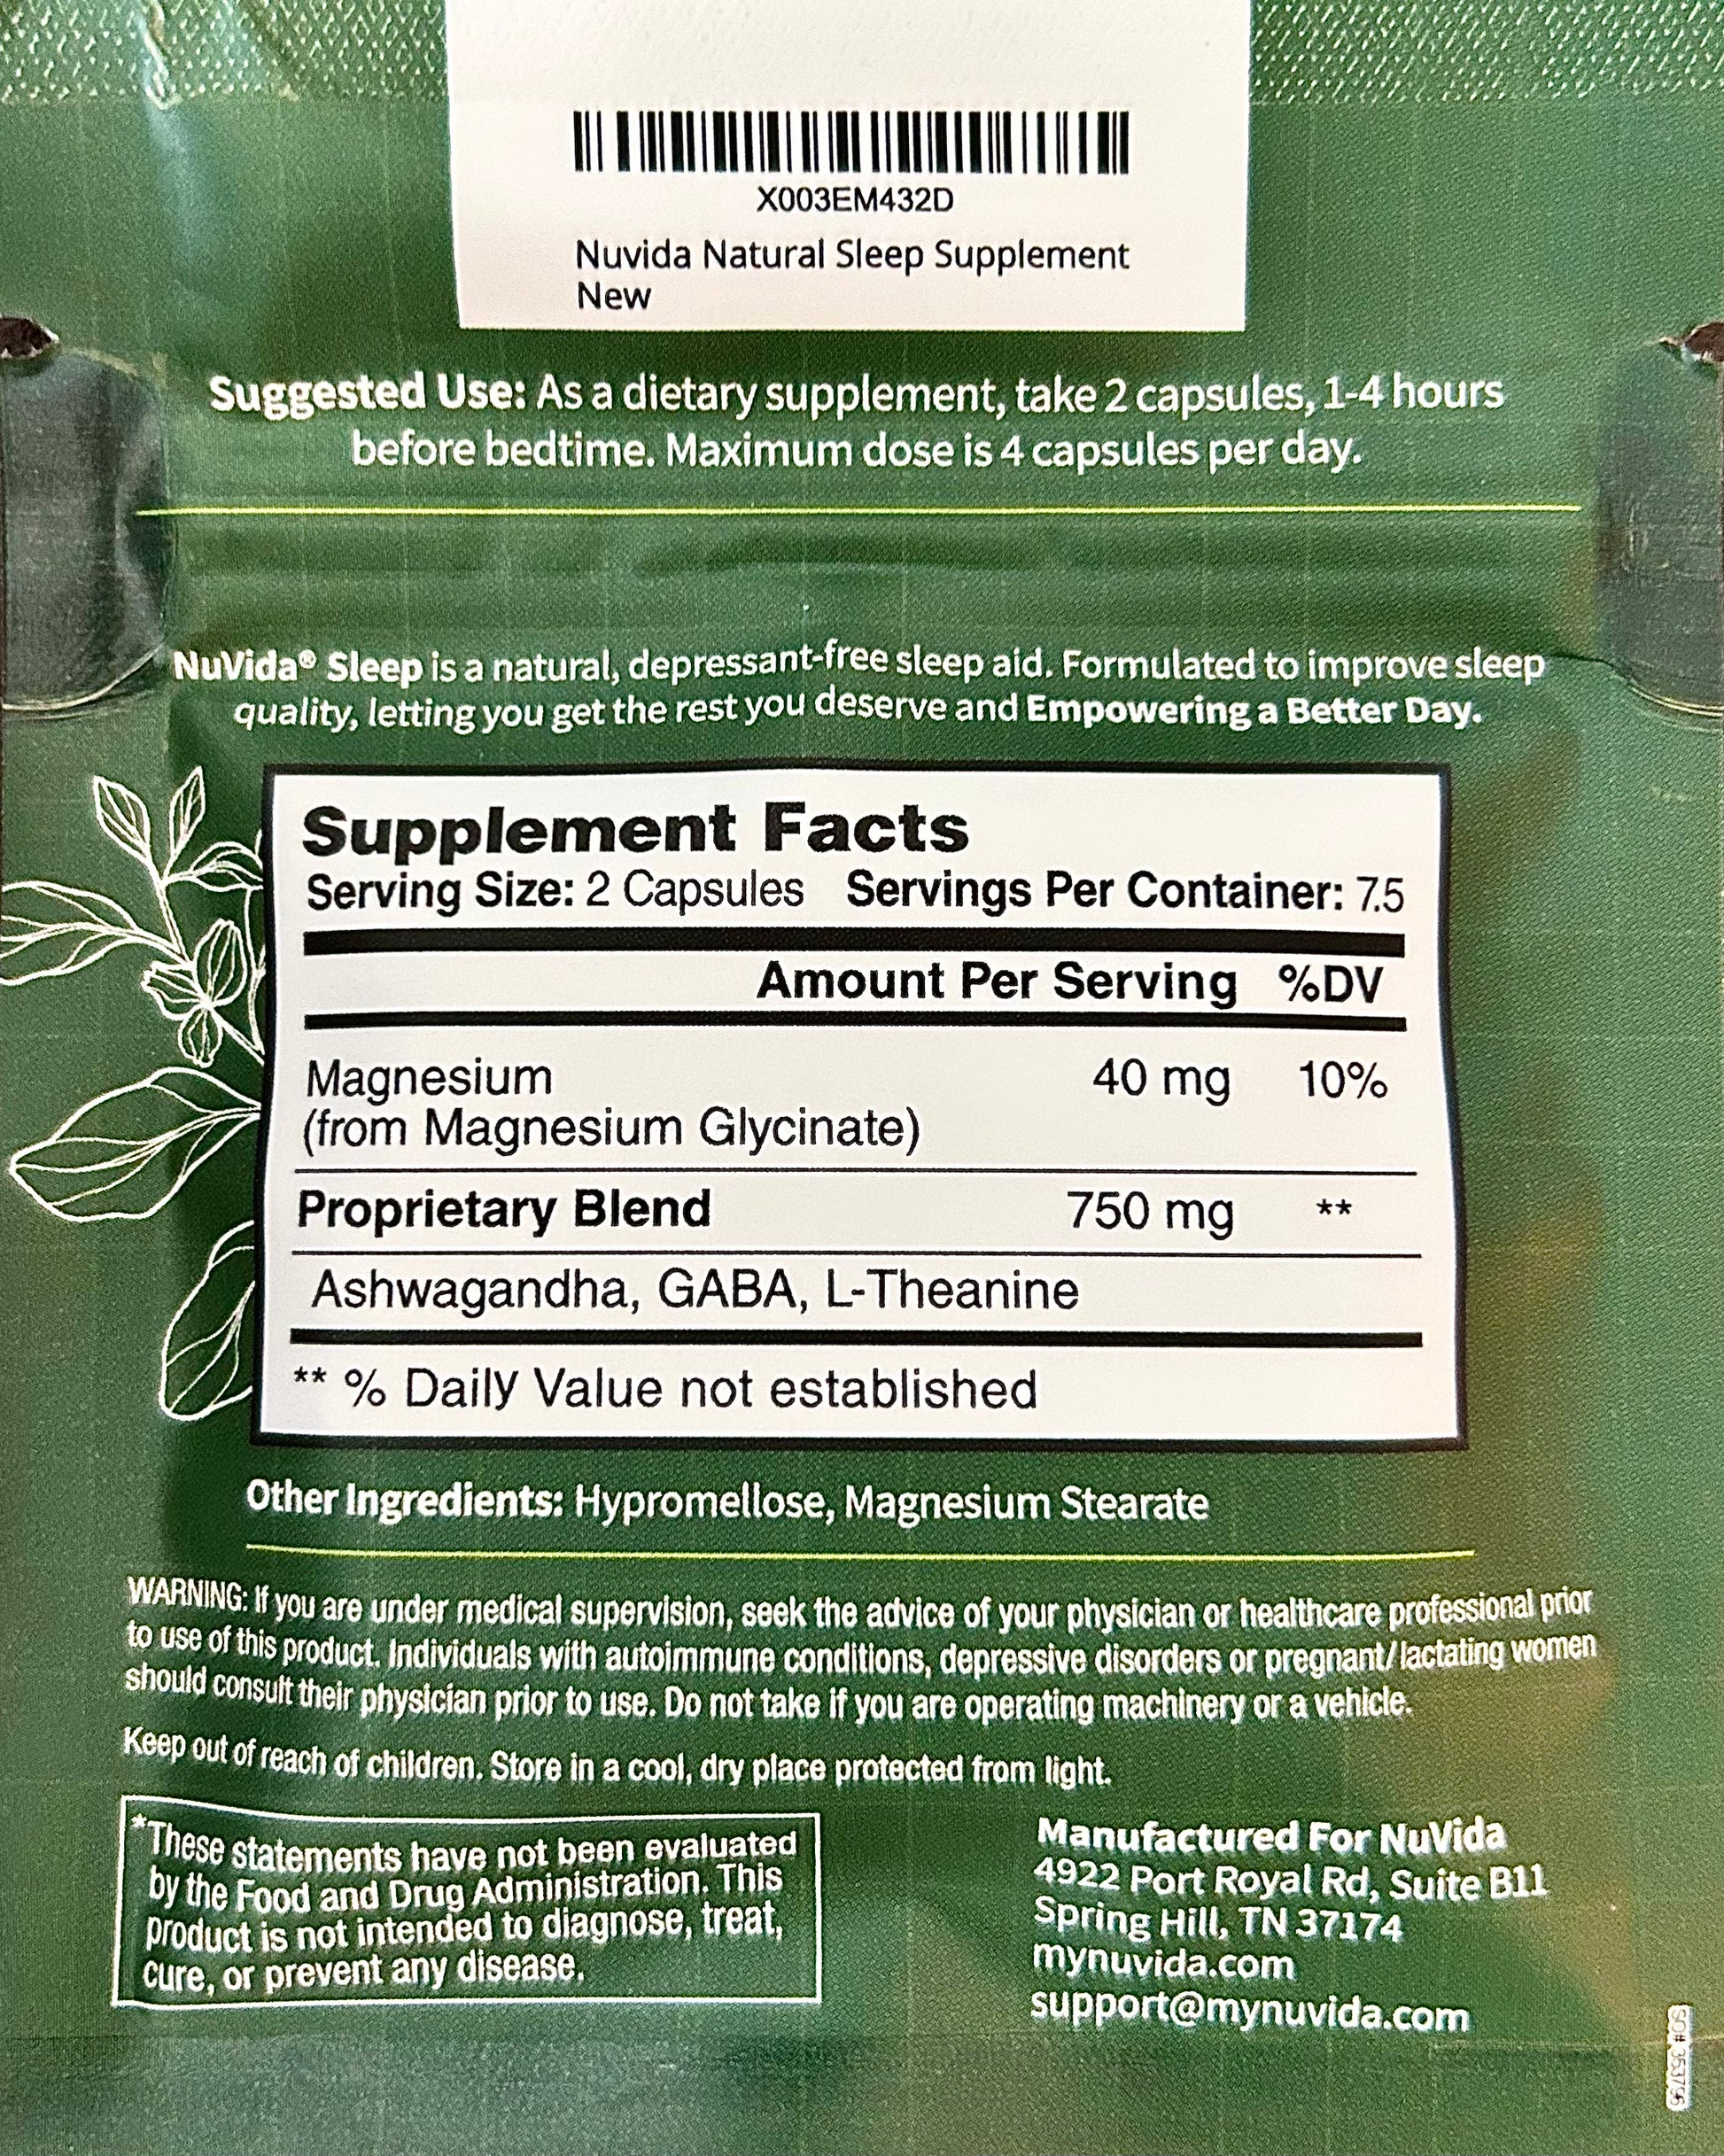 X003EM432D
Nuvida Natural Sleep Supplement
New
Suggested Use: As a dietary supplement, take 2 capsules, 1-4 hours
before bedtime. Maximum dose is 4 capsules per day.
NuVida® Sleep is a natural, depressant-free sleep aid. Formulated to improve sleep
quality, letting you get the rest you deserve and Empowering a Better Day.
Supplement Facts
Serving Size: 2 Capsules Servings Per Container: 7.5
Amount Per Serving %DV
Magnesium 40 mg 10%
(from Magnesium Glycinate)
Proprietary Blend 750 mg **
Ashwagandha, GABA, L-Theanine
** % Daily Value not established
Other Ingredients: Hypromellose, Magnesium Stearate
WARNING: If you are under medical supervision, seek the advice of your physician or healthcare professional prior
to use of this product. Individuals with autoimmune conditions, depressive disorders or pregnant/lactating women
should consult their physician prior to use. Do not take if you are operating machinery or a vehicle.
Keep out of reach of children. Store in a cool, dry place protected from light.
*These statements have not been evaluated
by the Food and Drug Administration. This
product is not intended to diagnose, treat,
cure, or prevent any disease.
Manufactured For NuVida
4922 Port Royal Rd, Suite B11
Spring Hill, TN 37174
mynuvida.com
support@mynuvida.com
SO# 353796